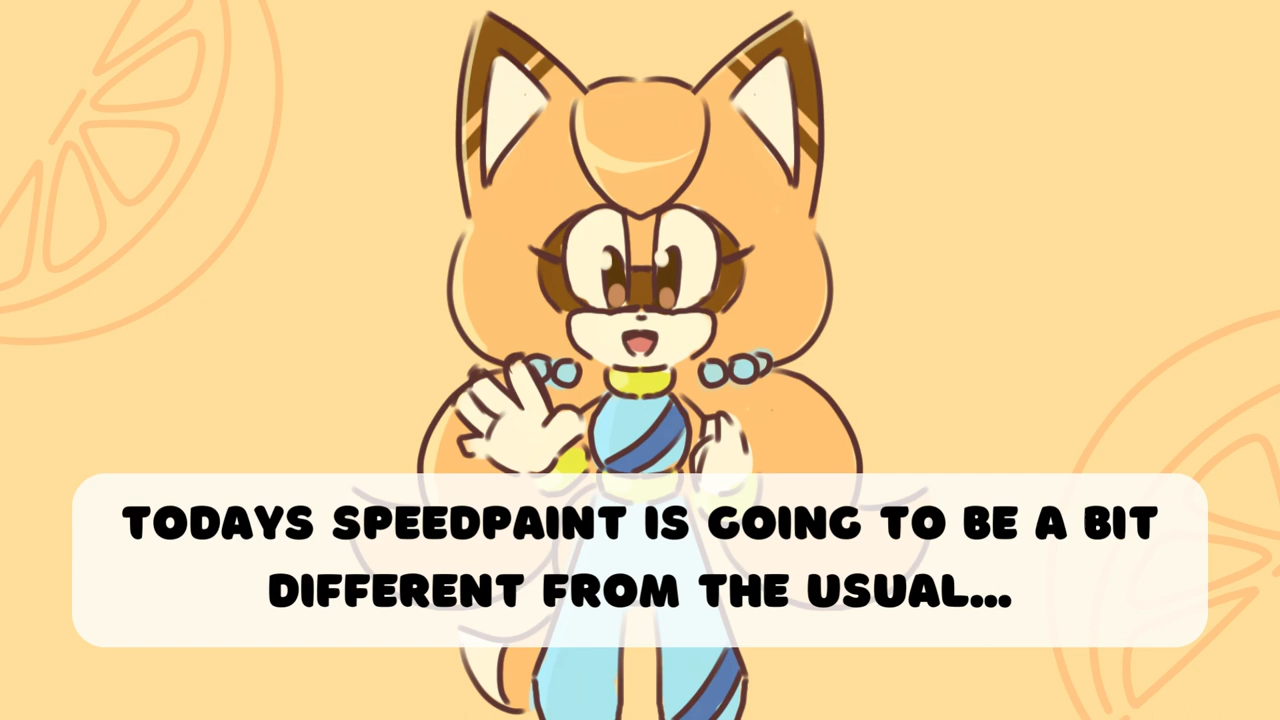 TODAYS SPEEDPAINT IS GOING TO BE A BIT
DIFFERENT FROM THE USUAL...